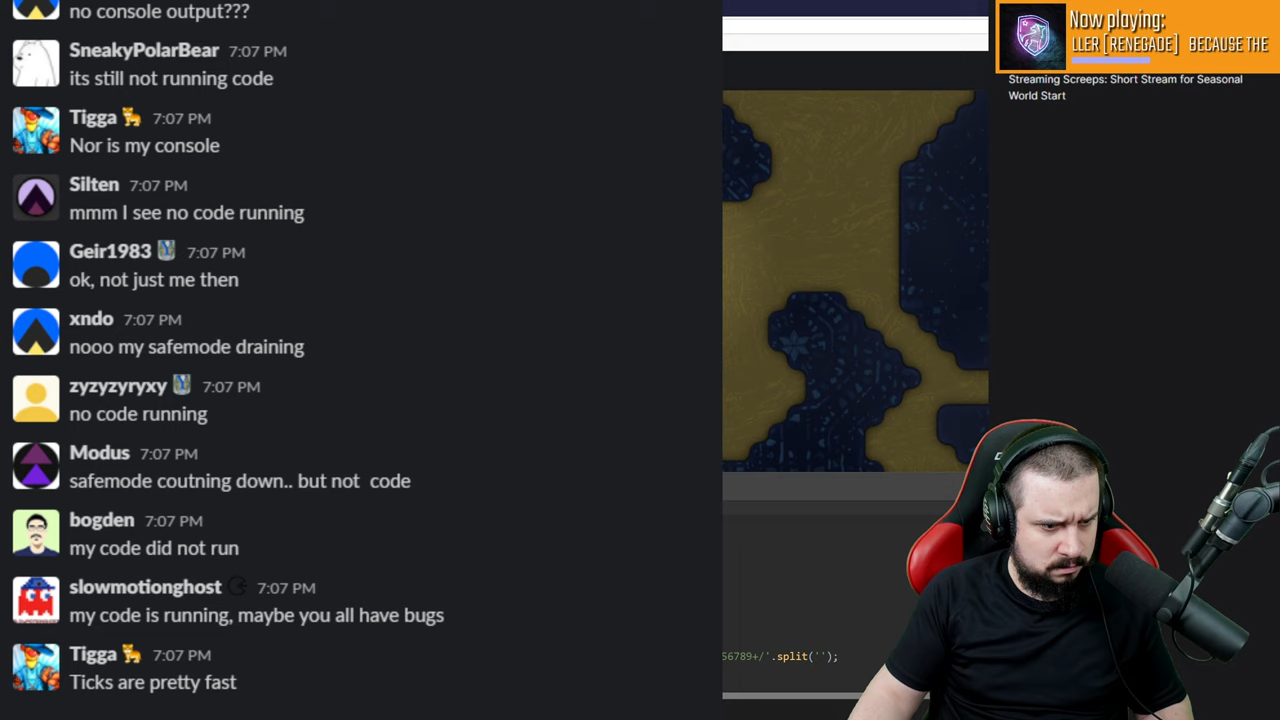 no console output???
SneakyPolarBear 7:07 PM
its still not running code
Tigga 7:07 PM
Nor is my console
Silten 7:07 PM
mmm I see no code running
Geir1983 7:07 PM
ok, not just me then
xndo 7:07 PM
nooo my safemode draining
zyzyzyryxy 7:07 PM
no code running
Modus 7:07 PM
safemode coutning down.. but not code
bogden 7:07 PM
my code did not run
slowmotionghost 7:07 PM
my code is running, maybe you all have bugs
Tigga 7:07 PM
Ticks are pretty fast
56789+/'.split('');
Now playing:
LLER [RENEGADE] BECAUSE THE
Streaming Screeps: Short Stream for Seasonal
World Start